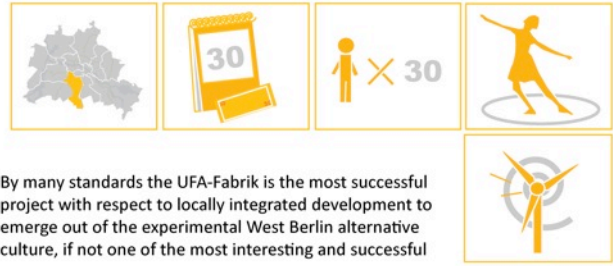 30
× 30
By many standards the UFA-Fabrik is the most successful
project with respect to locally integrated development to
emerge out of the experimental West Berlin alternative
culture, if not one of the most interesting and successful